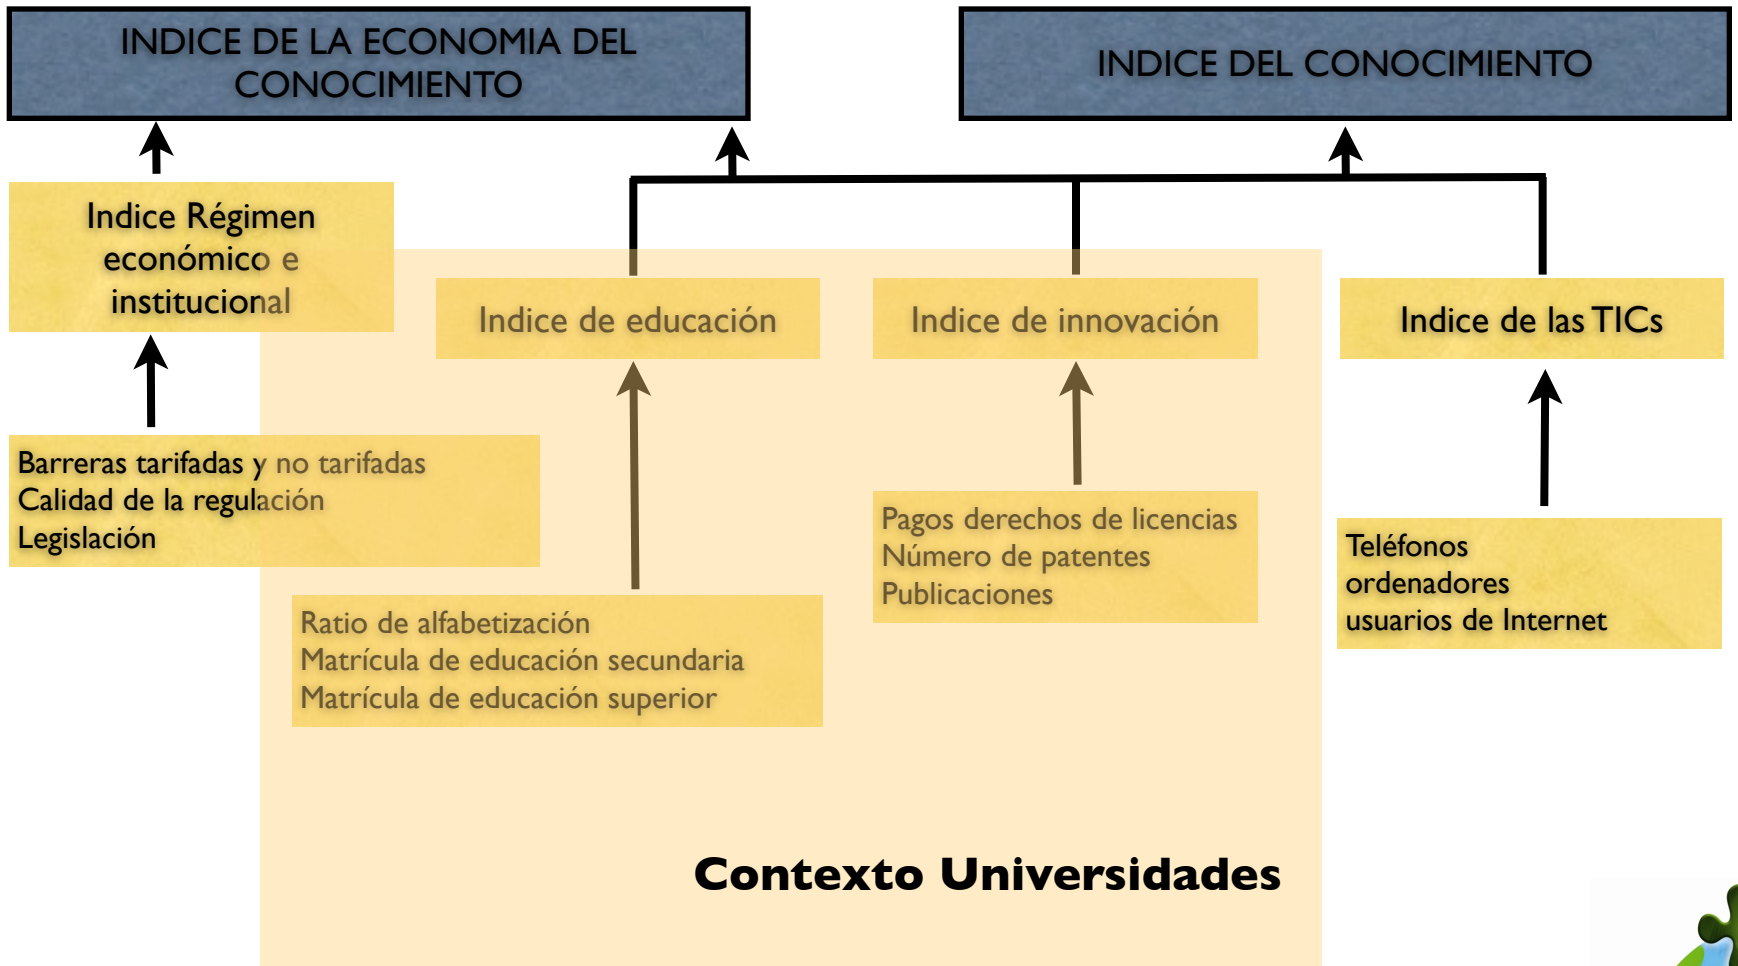 INDICE DE LA ECONOMIA DEL
CONOCIMIENTO
INDICE DEL CONOCIMIENTO
Indice Régimen
económico e
institucional
Indice de educación
Indice de innovación
Indice de las TICs
Barreras tarifadas y no tarifadas
Calidad de la regulación
Legislación
Ratio de alfabetización
Matrícula de educación secundaria
Matrícula de educación superior
Pagos derechos de licencias
Número de patentes
Publicaciones
Teléfonos
ordenadores
usuarios de Internet
Contexto Universidades